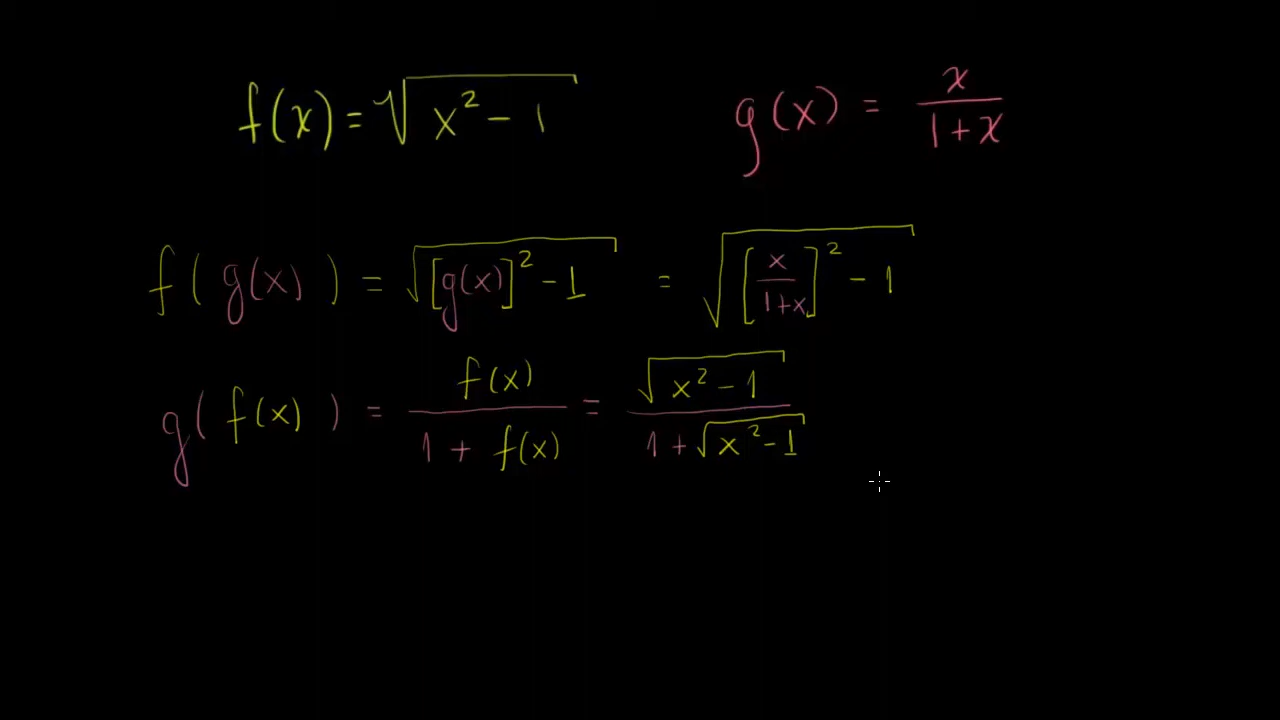 f(x) = √(x² − 1) g(x) = x/(1+x)
f(g(x)) = √([g(x)]² − 1) = √([x/(1+x)]² − 1)
g(f(x)) = f(x)/(1 + f(x)) = √(x² − 1)/(1 + √(x² − 1))